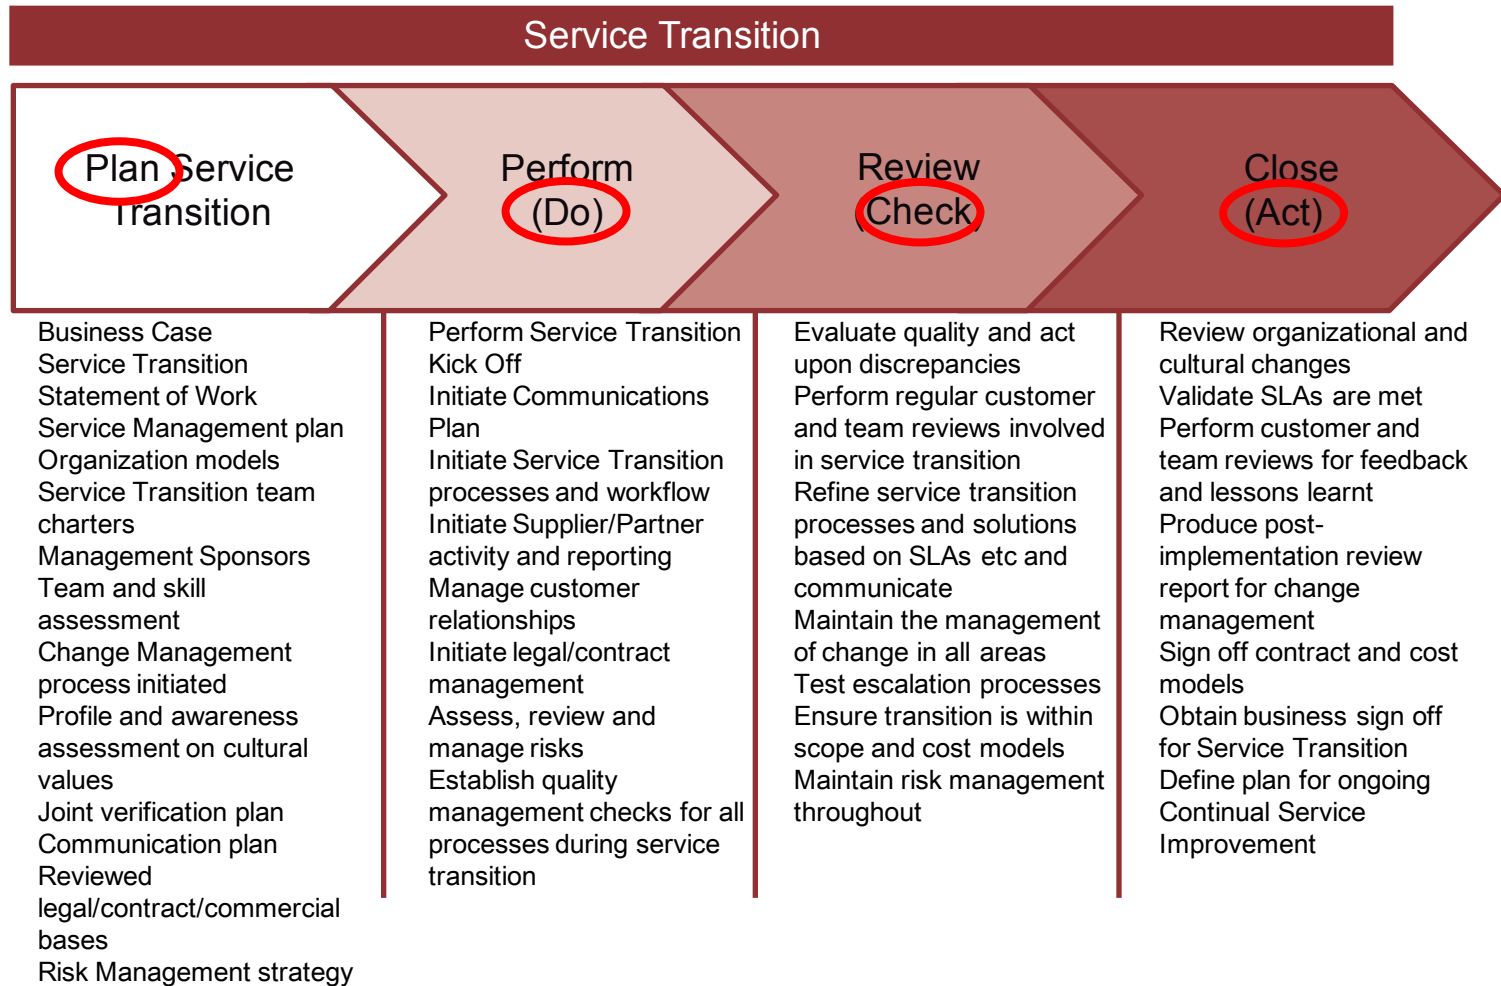 Service Transition
Plan Service
Transition
Perform
(Do)
Review
(Check)
Close
(Act)
Business Case
Service Transition
Statement of Work
Service Management plan
Organization models
Service Transition team
charters
Management Sponsors
Team and skill
assessment
Change Management
process initiated
Profile and awareness
assessment on cultural
values
Joint verification plan
Communication plan
Reviewed
legal/contract/commercial
bases
Risk Management strategy
Perform Service Transition
Kick Off
Initiate Communications
Plan
Initiate Service Transition
processes and workflow
Initiate Supplier/Partner
activity and reporting
Manage customer
relationships
Initiate legal/contract
management
Assess, review and
manage risks
Establish quality
management checks for all
processes during service
transition
Evaluate quality and act
upon discrepancies
Perform regular customer
and team reviews involved
in service transition
Refine service transition
processes and solutions
based on SLAs etc and
communicate
Maintain the management
of change in all areas
Test escalation processes
Ensure transition is within
scope and cost models
Maintain risk management
throughout
Review organizational and
cultural changes
Validate SLAs are met
Perform customer and
team reviews for feedback
and lessons learnt
Produce post-
implementation review
report for change
management
Sign off contract and cost
models
Obtain business sign off
for Service Transition
Define plan for ongoing
Continual Service
Improvement